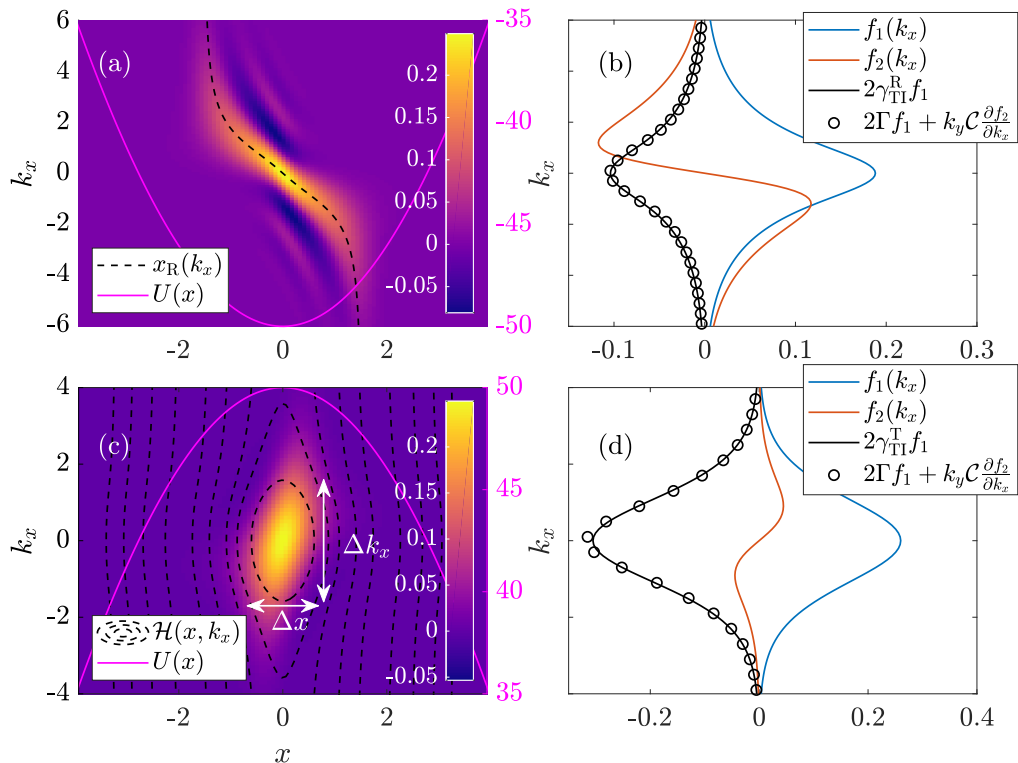 (a)
6
4
2
0
-2
-4
-6
k_x
-2
0
2
-35
-40
-45
-50
0.2
0.15
0.1
0.05
0
-0.05
x_R(k_x)
U(x)
(b)
k_x
-0.1
0
0.1
0.2
0.3
f_1(k_x)
f_2(k_x)
2γ_TI^R f_1
2Γf_1 + k_y𝒞 ∂f_2/∂k_x
(c)
4
2
0
-2
-4
k_x
-2
0
2
x
50
45
40
35
0.2
0.15
0.1
0.05
0
-0.05
Δk_x
Δx
ℋ(x, k_x)
U(x)
(d)
k_x
-0.2
0
0.2
0.4
f_1(k_x)
f_2(k_x)
2γ_TI^T f_1
2Γf_1 + k_y𝒞 ∂f_2/∂k_x